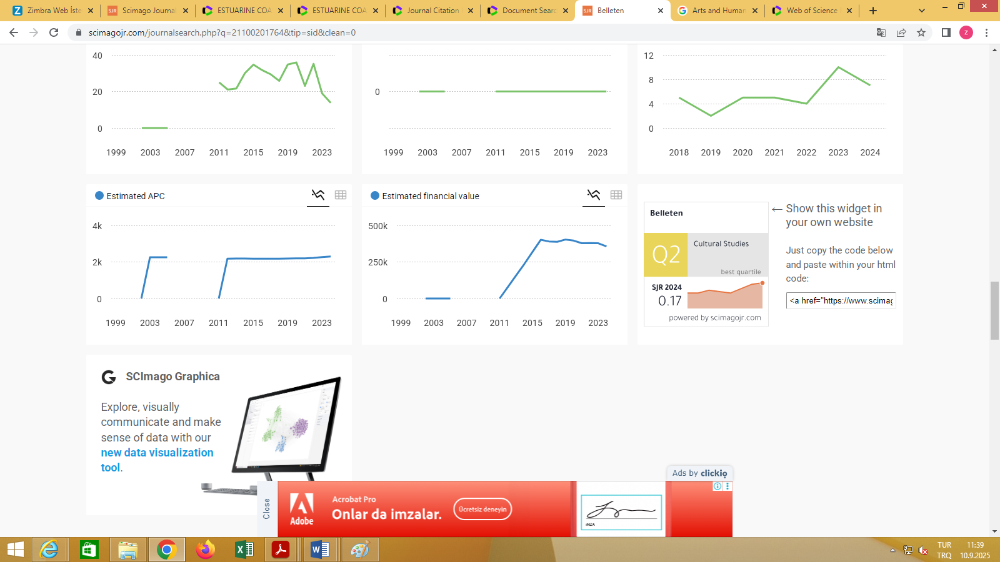 Zimbra Web İste
Scimago Journal
ESTUARINE COA
ESTUARINE COA
Journal Citation
Document Searc
Belleten
Arts and Human
Web of Science
scimagojr.com/journalsearch.php?q=21100201764&tip=sid&clean=0
z
40
20
0
1999 2003 2007 2011 2015 2019 2023
0
1999 2003 2007 2011 2015 2019 2023
12
8
4
0
2018 2019 2020 2021 2022 2023 2024
Estimated APC
4k
2k
0
1999 2003 2007 2011 2015 2019 2023
Estimated financial value
500k
250k
0
1999 2003 2007 2011 2015 2019 2023
Belleten
Q2
Cultural Studies
best quartile
SJR 2024
0.17
powered by scimagojr.com
← Show this widget in
your own website
Just copy the code below
and paste within your html
code:
<a href="https://www.scimag
SCImago Graphica
Explore, visually
communicate and make
sense of data with our
new data visualization
tool.
Ads by clickio
Close
Adobe
Acrobat Pro
Onlar da imzalar.
Ücretsiz deneyin
IMZA
TUR
TRQ
11:39
10.9.2025